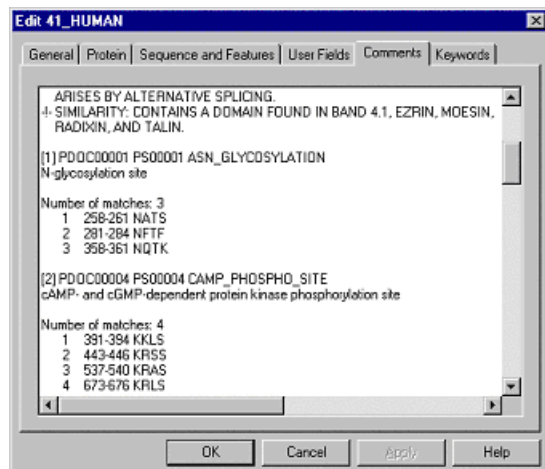 Edit 41_HUMAN
General Protein Sequence and Features User Fields Comments Keywords
ARISES BY ALTERNATIVE SPLICING.
-!- SIMILARITY: CONTAINS A DOMAIN FOUND IN BAND 4.1, EZRIN, MOESIN,
RADIXIN, AND TALIN.
[1] PDOC00001 PS00001 ASN_GLYCOSYLATION
N-glycosylation site
Number of matches: 3
1 258-261 NATS
2 281-284 NFTF
3 358-361 NQTK
[2] PDOC00004 PS00004 CAMP_PHOSPHO_SITE
cAMP- and cGMP-dependent protein kinase phosphorylation site
Number of matches: 4
1 391-394 KKLS
2 443-446 KRSS
3 537-540 KRAS
4 673-676 KRLS
OK Cancel Apply Help